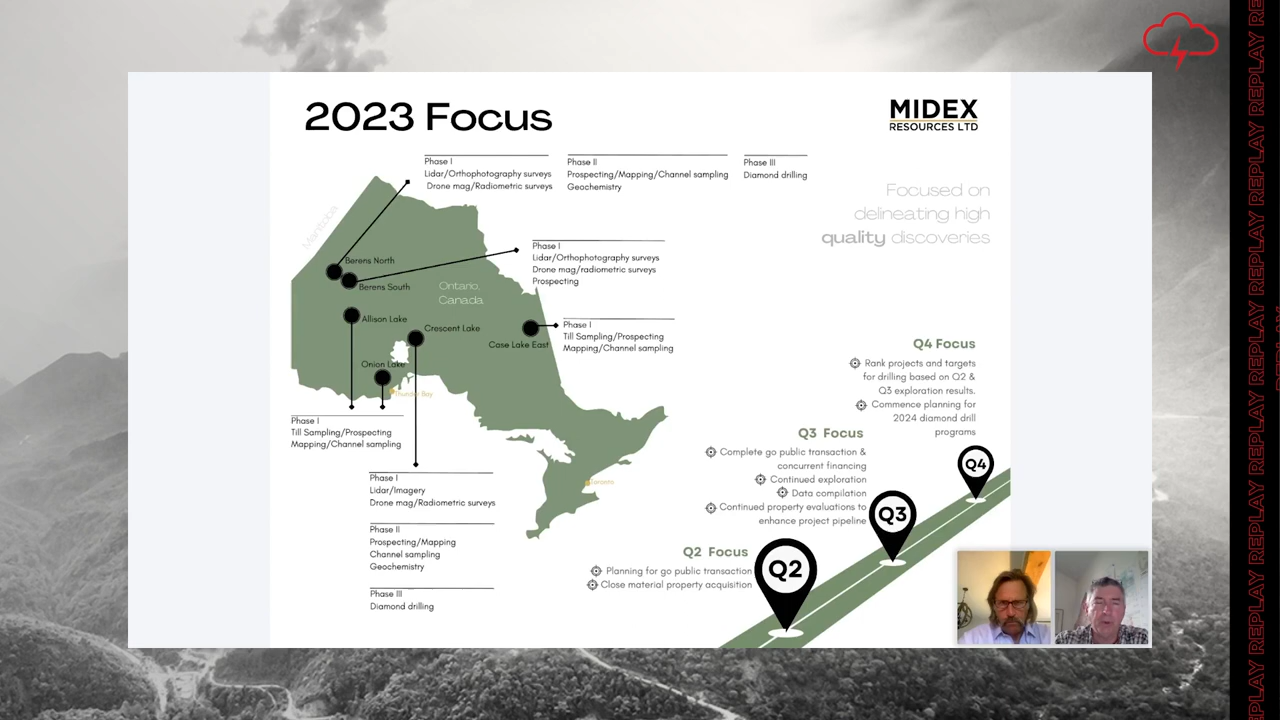 2023 Focus
MIDEX
RESOURCES LTD
Phase I
Lidar/Orthophotography surveys
Drone mag/Radiometric surveys
Phase II
Prospecting/Mapping/Channel sampling
Geochemistry
Phase III
Diamond drilling
Focused on
delineating high
quality discoveries
Manitoba
Berens North
Berens South
Ontario,
Canada
Phase I
Lidar/Orthophotography surveys
Drone mag/radiometric surveys
Prospecting
Allison Lake
Crescent Lake
Case Lake East
Phase I
Till Sampling/Prospecting
Mapping/Channel sampling
Onion Lake
Thunder Bay
Phase I
Till Sampling/Prospecting
Mapping/Channel sampling
Toronto
Phase I
Lidar/Imagery
Drone mag/Radiometric surveys
Phase II
Prospecting/Mapping
Channel sampling
Geochemistry
Phase III
Diamond drilling
Q4 Focus
Rank projects and targets
for drilling based on Q2 &
Q3 exploration results.
Commence planning for
2024 diamond drill
programs
Q3 Focus
Complete go public transaction &
concurrent financing
Continued exploration
Data compilation
Continued property evaluations to
enhance project pipeline
Q2 Focus
Planning for go public transaction
Close material property acquisition
Q2
Q3
Q4
REPLAY REPLAY REPLAY REPLAY REPLAY REPLAY REPLAY REPLAY REPLAY